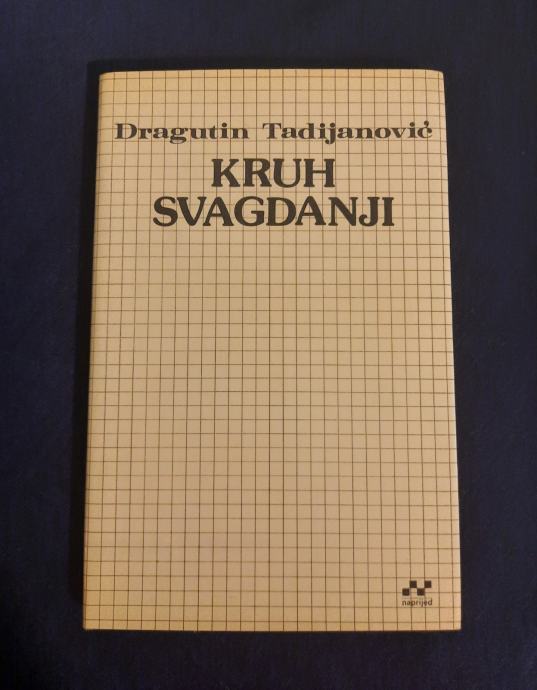 Dragutin Tadijanović
KRUH
SVAGDANJI
naprijed